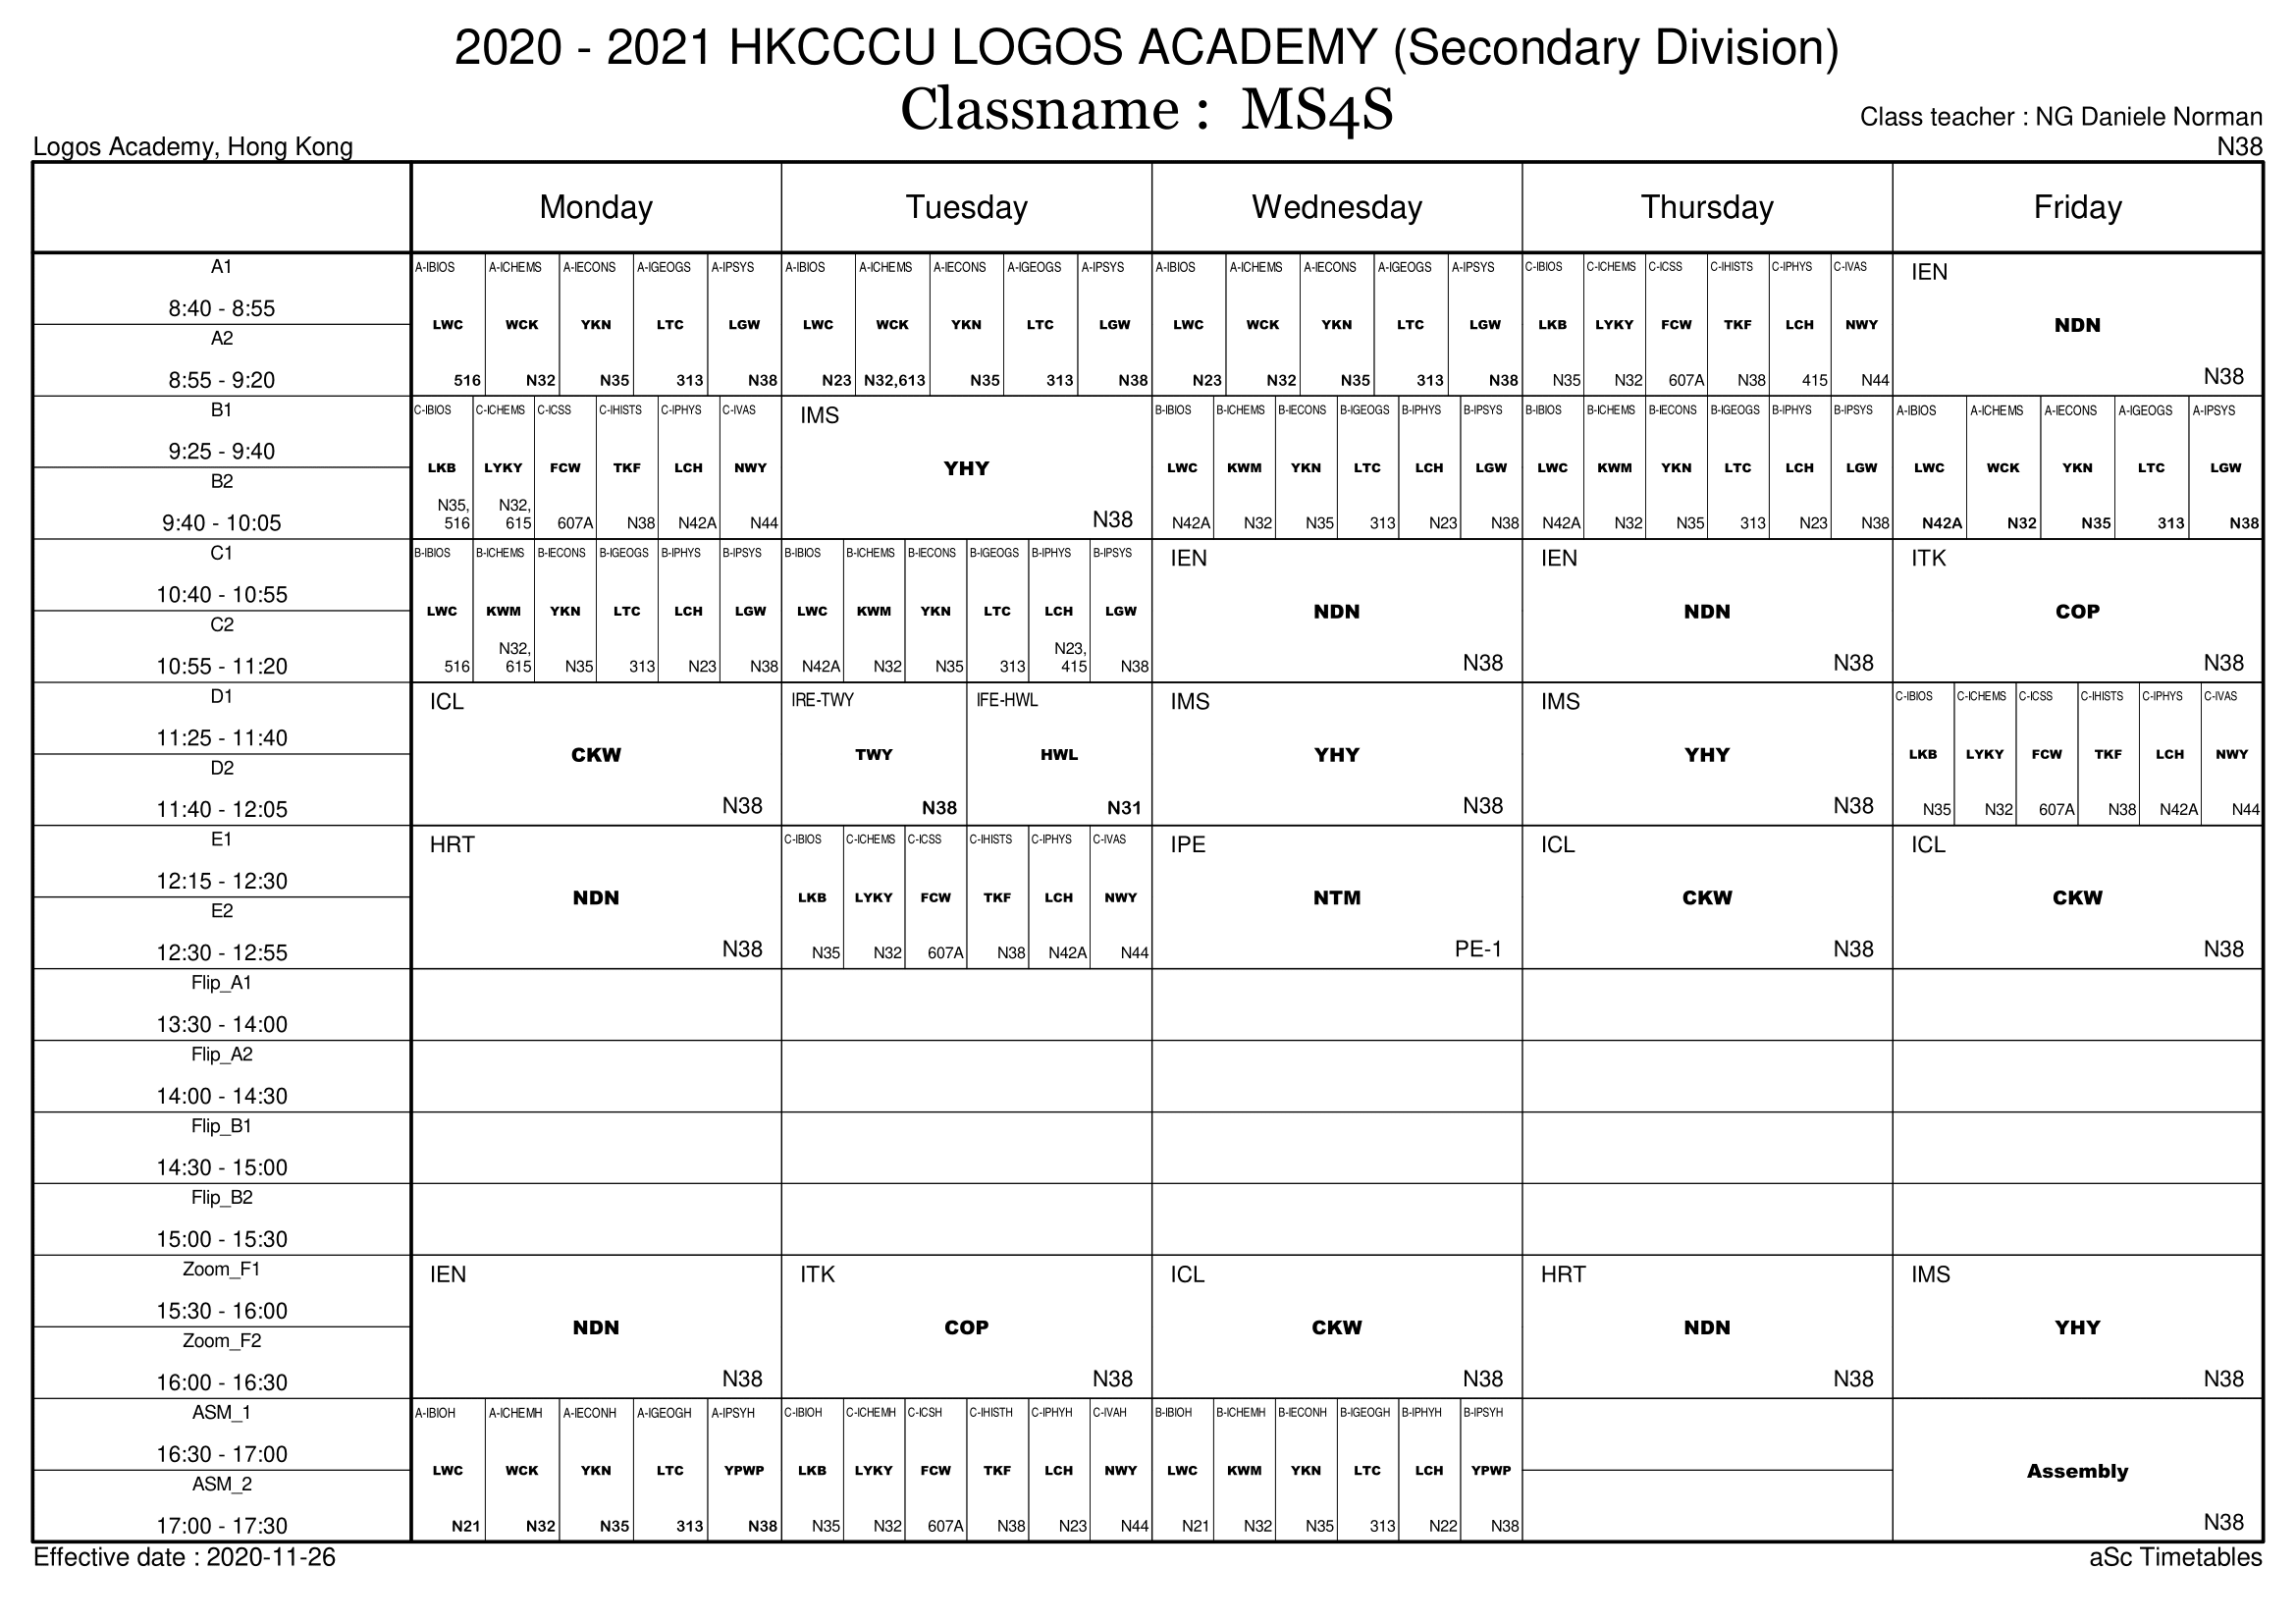 2020 - 2021 HKCCCU LOGOS ACADEMY (Secondary Division)
Classname : MS4S
Class teacher : NG Daniele Norman
Logos Academy, Hong Kong
N38
Monday Tuesday Wednesday Thursday Friday
A1
8:40 - 8:55
A2
8:55 - 9:20
A-IBIOS A-ICHEMS A-IECONS A-IGEOGS A-IPSYS
LWC WCK YKN LTC LGW
516 N32 N35 313 N38
A-IBIOS A-ICHEMS A-IECONS A-IGEOGS A-IPSYS
LWC WCK YKN LTC LGW
N23 N32,613 N35 313 N38
A-IBIOS A-ICHEMS A-IECONS A-IGEOGS A-IPSYS
LWC WCK YKN LTC LGW
N23 N32 N35 313 N38
C-IBIOS C-ICHEMS C-ICSS C-IHISTS C-IPHYS C-IVAS
LKB LYKY FCW TKF LCH NWY
N35 N32 607A N38 415 N44
IEN
NDN
N38
B1
9:25 - 9:40
B2
9:40 - 10:05
C-IBIOS C-ICHEMS C-ICSS C-IHISTS C-IPHYS C-IVAS
LKB LYKY FCW TKF LCH NWY
N35, N32,
516 615 607A N38 N42A N44
IMS
YHY
N38
B-IBIOS B-ICHEMS B-IECONS B-IGEOGS B-IPHYS B-IPSYS
LWC KWM YKN LTC LCH LGW
N42A N32 N35 313 N23 N38
B-IBIOS B-ICHEMS B-IECONS B-IGEOGS B-IPHYS B-IPSYS
LWC KWM YKN LTC LCH LGW
N42A N32 N35 313 N23 N38
A-IBIOS A-ICHEMS A-IECONS A-IGEOGS A-IPSYS
LWC WCK YKN LTC LGW
N42A N32 N35 313 N38
C1
10:40 - 10:55
C2
10:55 - 11:20
B-IBIOS B-ICHEMS B-IECONS B-IGEOGS B-IPHYS B-IPSYS
LWC KWM YKN LTC LCH LGW
N32,
516 615 N35 313 N23 N38
B-IBIOS B-ICHEMS B-IECONS B-IGEOGS B-IPHYS B-IPSYS
LWC KWM YKN LTC LCH LGW
N23,
N42A N32 N35 313 415 N38
IEN
NDN
N38
IEN
NDN
N38
ITK
COP
N38
D1
11:25 - 11:40
D2
11:40 - 12:05
ICL
CKW
N38
IRE-TWY IFE-HWL
TWY HWL
N38 N31
IMS
YHY
N38
IMS
YHY
N38
C-IBIOS C-ICHEMS C-ICSS C-IHISTS C-IPHYS C-IVAS
LKB LYKY FCW TKF LCH NWY
N35 N32 607A N38 N42A N44
E1
12:15 - 12:30
E2
12:30 - 12:55
HRT
NDN
N38
C-IBIOS C-ICHEMS C-ICSS C-IHISTS C-IPHYS C-IVAS
LKB LYKY FCW TKF LCH NWY
N35 N32 607A N38 N42A N44
IPE
NTM
PE-1
ICL
CKW
N38
ICL
CKW
N38
Flip_A1
13:30 - 14:00
Flip_A2
14:00 - 14:30
Flip_B1
14:30 - 15:00
Flip_B2
15:00 - 15:30
Zoom_F1
15:30 - 16:00
Zoom_F2
16:00 - 16:30
IEN
NDN
N38
ITK
COP
N38
ICL
CKW
N38
HRT
NDN
N38
IMS
YHY
N38
ASM_1
16:30 - 17:00
ASM_2
17:00 - 17:30
A-IBIOH A-ICHEMH A-IECONH A-IGEOGH A-IPSYH
LWC WCK YKN LTC YPWP
N21 N32 N35 313 N38
C-IBIOH C-ICHEMH C-ICSH C-IHISTH C-IPHYH C-IVAH
LKB LYKY FCW TKF LCH NWY
N35 N32 607A N38 N23 N44
B-IBIOH B-ICHEMH B-IECONH B-IGEOGH B-IPHYH B-IPSYH
LWC KWM YKN LTC LCH YPWP
N21 N32 N35 313 N22 N38
Assembly
N38
Effective date : 2020-11-26
aSc Timetables